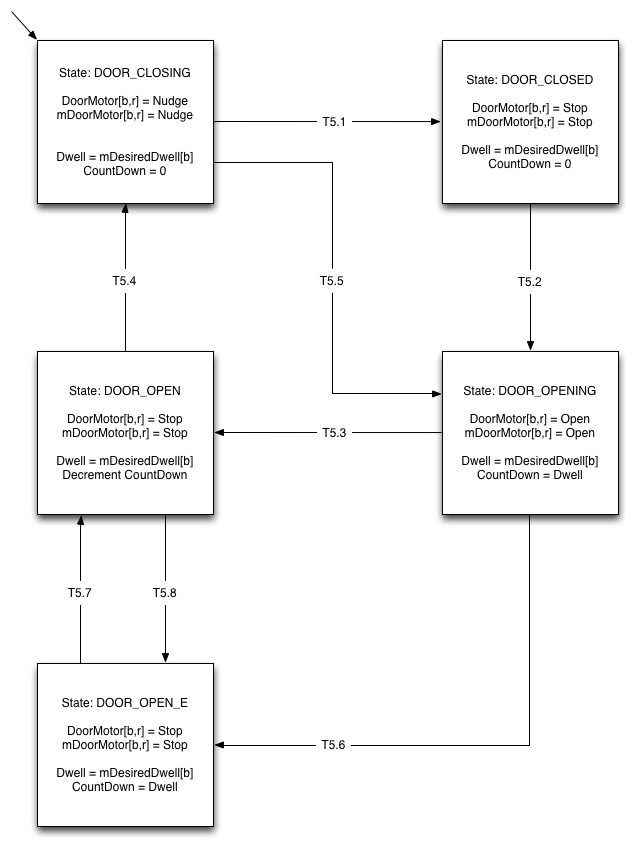 State: DOOR_CLOSING
DoorMotor[b,r] = Nudge
mDoorMotor[b,r] = Nudge
Dwell = mDesiredDwell[b]
CountDown = 0
T5.1
State: DOOR_CLOSED
DoorMotor[b,r] = Stop
mDoorMotor[b,r] = Stop
Dwell = mDesiredDwell[b]
CountDown = 0
T5.4
T5.5
T5.2
State: DOOR_OPEN
DoorMotor[b,r] = Stop
mDoorMotor[b,r] = Stop
Dwell = mDesiredDwell[b]
Decrement CountDown
T5.3
State: DOOR_OPENING
DoorMotor[b,r] = Open
mDoorMotor[b,r] = Open
Dwell = mDesiredDwell[b]
CountDown = Dwell
T5.7
T5.8
State: DOOR_OPEN_E
DoorMotor[b,r] = Stop
mDoorMotor[b,r] = Stop
Dwell = mDesiredDwell[b]
CountDown = Dwell
T5.6